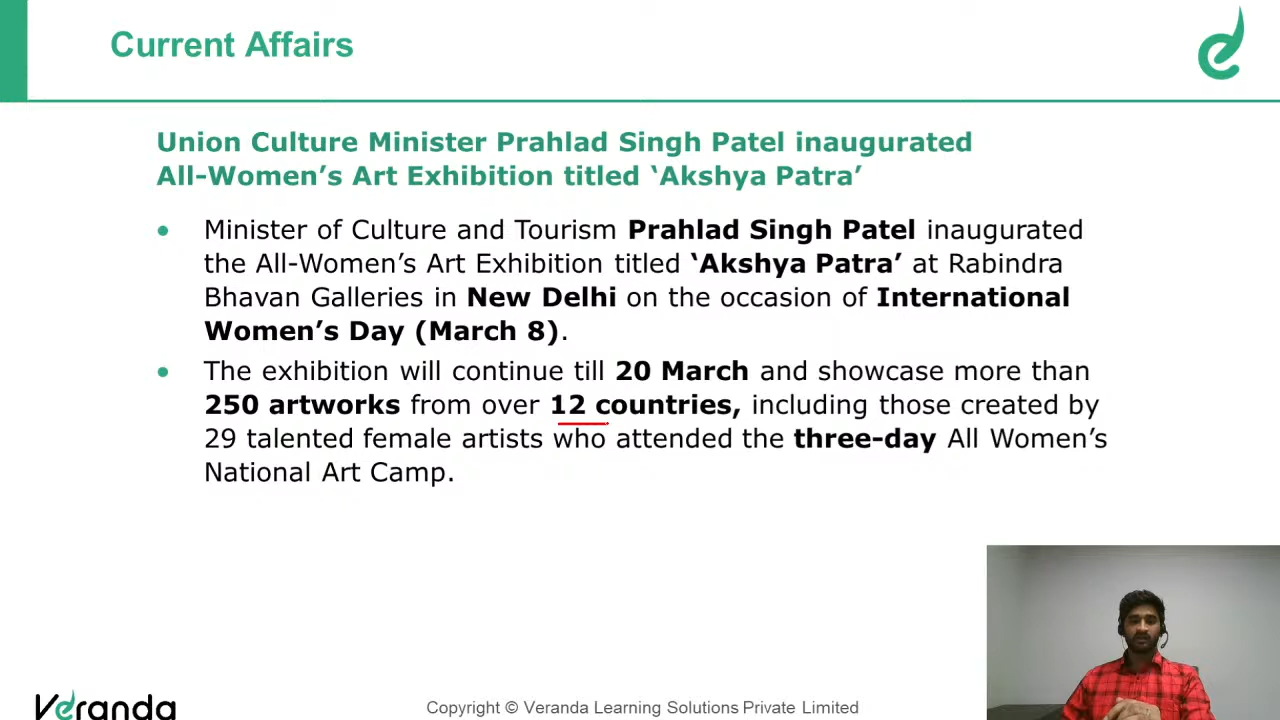 Current Affairs
Union Culture Minister Prahlad Singh Patel inaugurated
All-Women’s Art Exhibition titled ‘Akshya Patra’
• Minister of Culture and Tourism Prahlad Singh Patel inaugurated
the All-Women’s Art Exhibition titled ‘Akshya Patra’ at Rabindra
Bhavan Galleries in New Delhi on the occasion of International
Women’s Day (March 8).
• The exhibition will continue till 20 March and showcase more than
250 artworks from over 12 countries, including those created by
29 talented female artists who attended the three-day All Women’s
National Art Camp.
Veranda
Copyright © Veranda Learning Solutions Private Limited